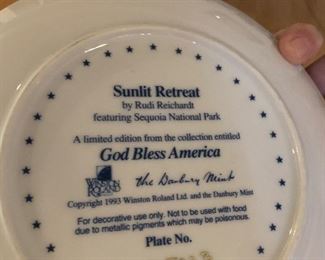 Sunlit Retreat
by Rudi Reichardt
featuring Sequoia National Park
A limited edition from the collection entitled
God Bless America
the Danbury Mint
Copyright 1993 Winston Roland Ltd. and the Danbury Mint
For decorative use only. Not to be used with food
due to metallic pigments which may be poisonous.
Plate No.